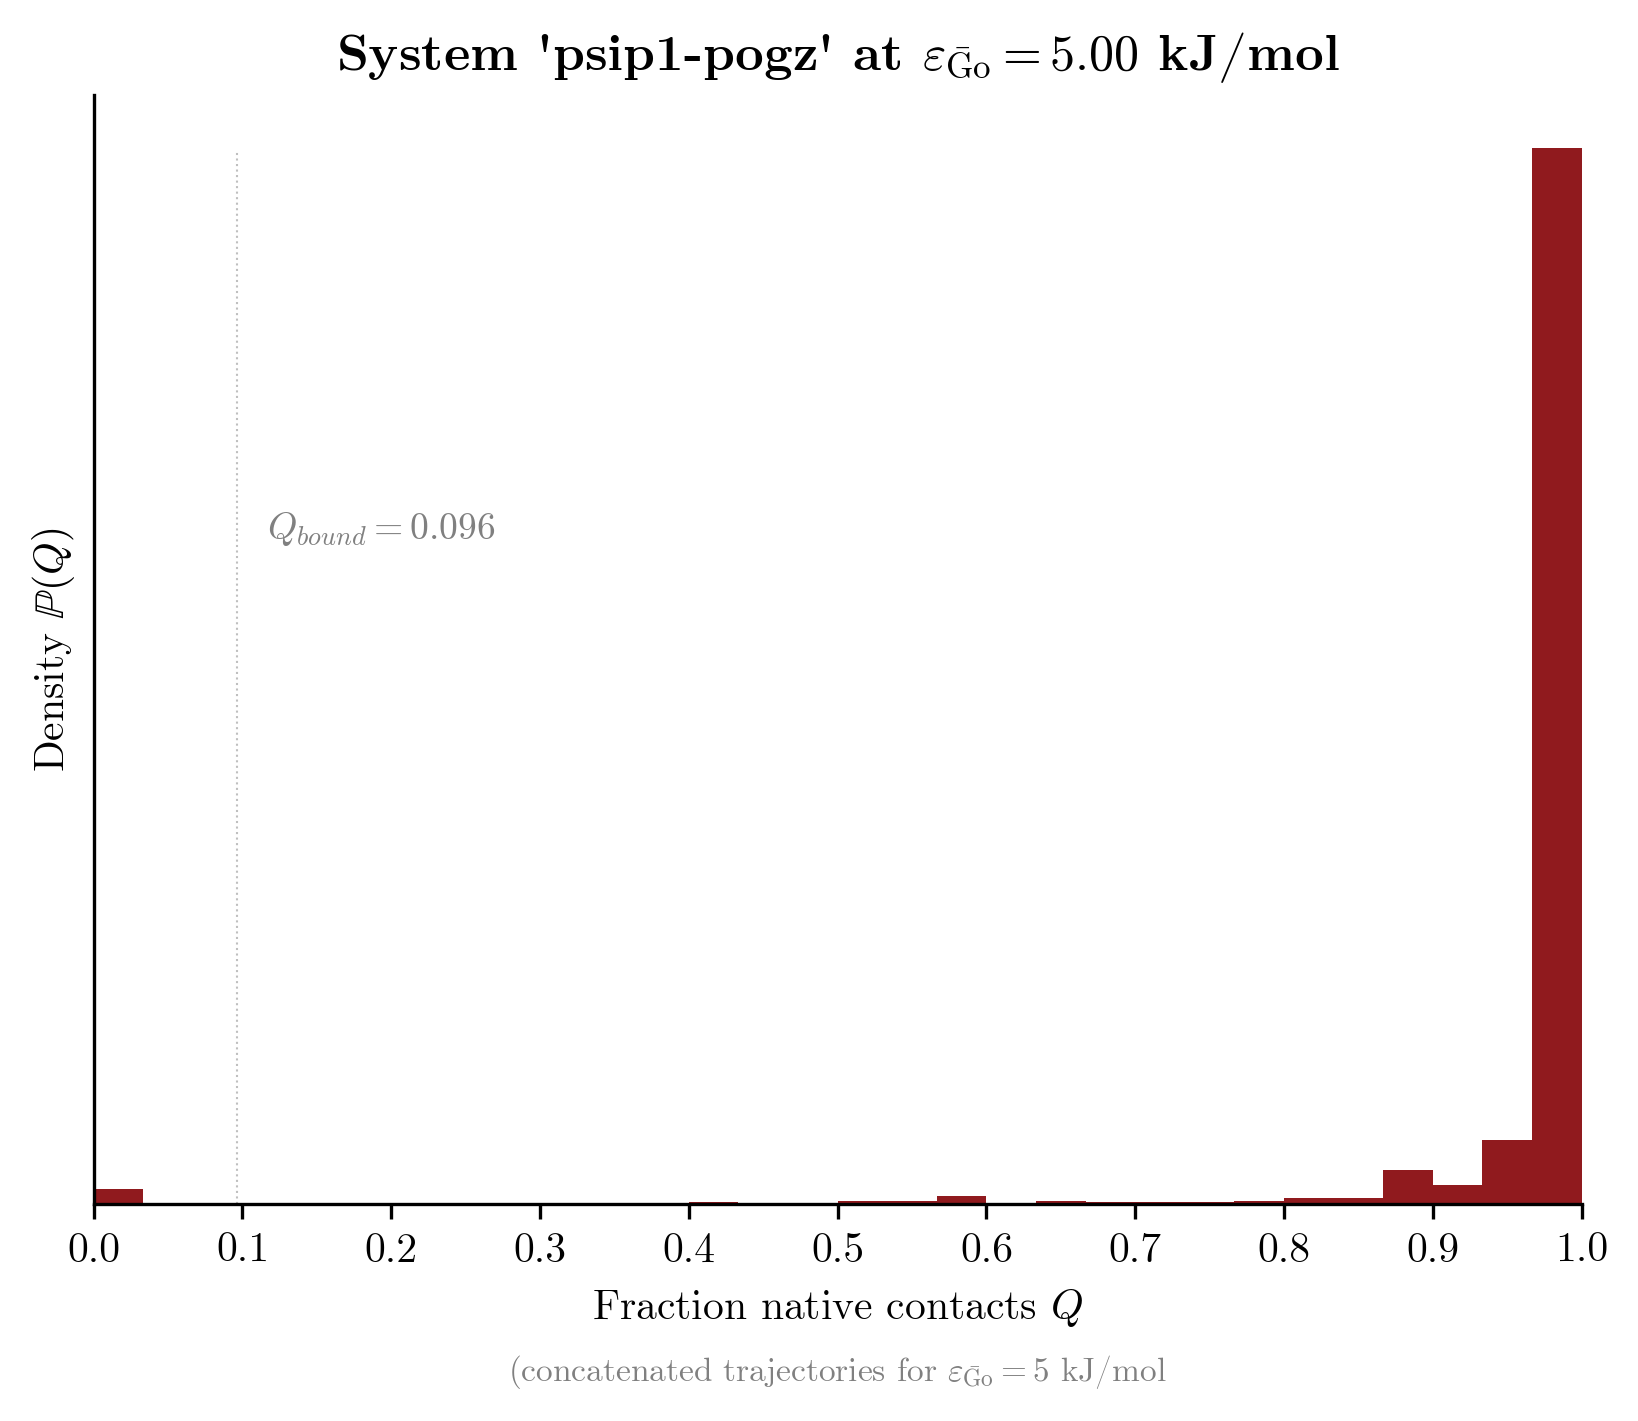 System 'psip1-pogz' at ε_Ḡo = 5.00 kJ/mol
Density ℙ(Q)
Q_bound = 0.096
0.0 0.1 0.2 0.3 0.4 0.5 0.6 0.7 0.8 0.9 1.0
Fraction native contacts Q
(concatenated trajectories for ε_Ḡo = 5 kJ/mol